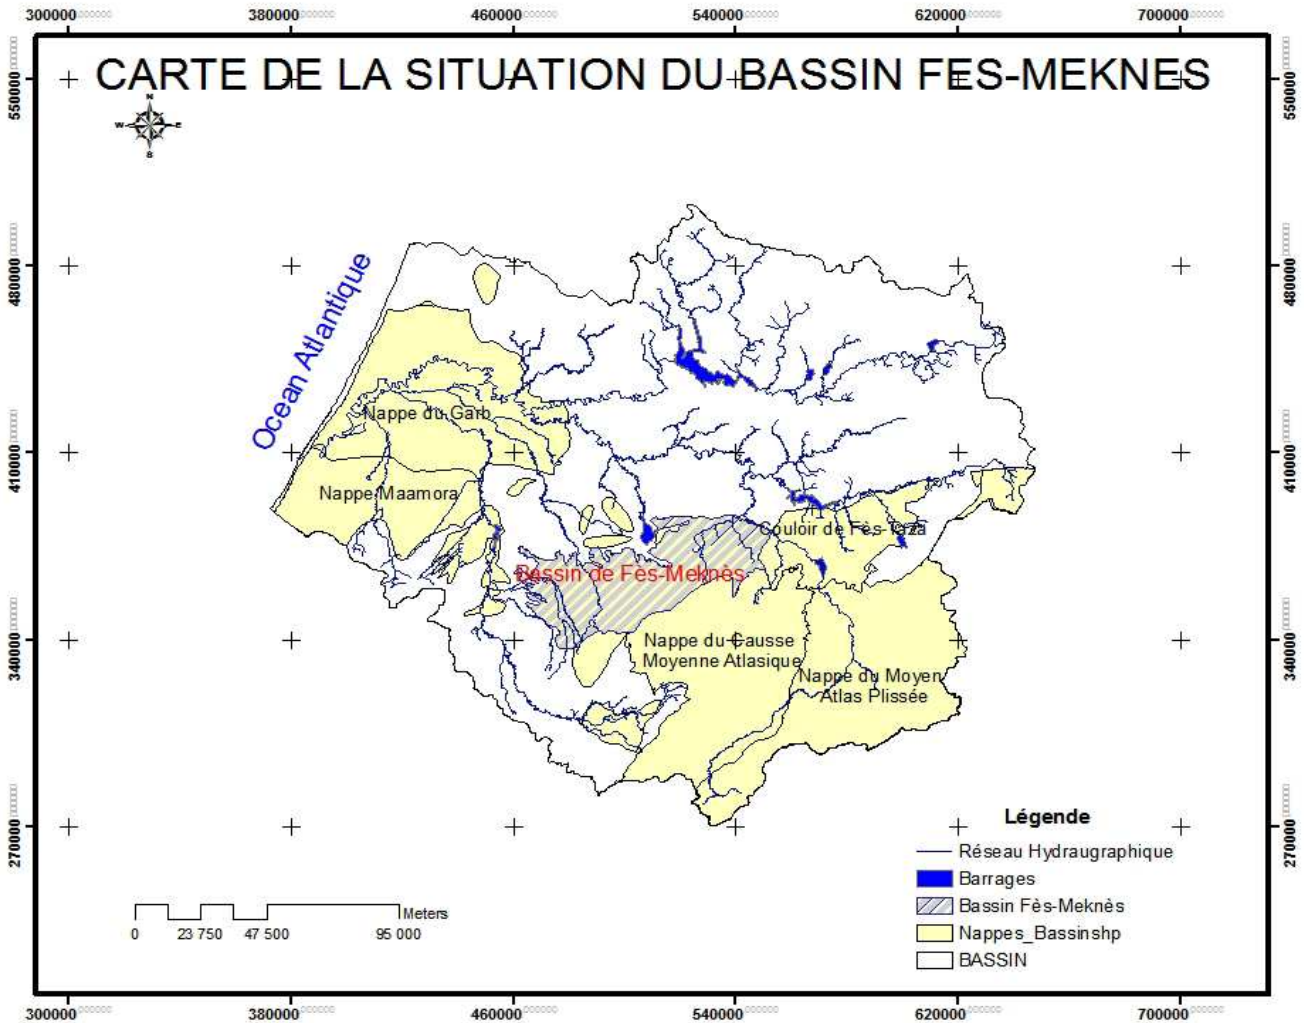 300000 380000 460000 540000 620000 700000
CARTE DE LA SITUATION DU BASSIN FES-MEKNES
N
W E
S
550000 550000
480000 480000
410000 410000
340000 340000
270000 270000
Ocean Atlantique
Nappe du Garb
Nappe Maamora
Couloir de Fès-Taza
Bassin de Fès-Meknès
Nappe du Causse
Moyenne Atlasique
Nappe du Moyen
Atlas Plissée
Légende
Réseau Hydraugraphique
Barrages
Bassin Fès-Meknès
Nappes_Bassinshp
BASSIN
Meters
0 23 750 47 500 95 000
300000 380000 460000 540000 620000 700000